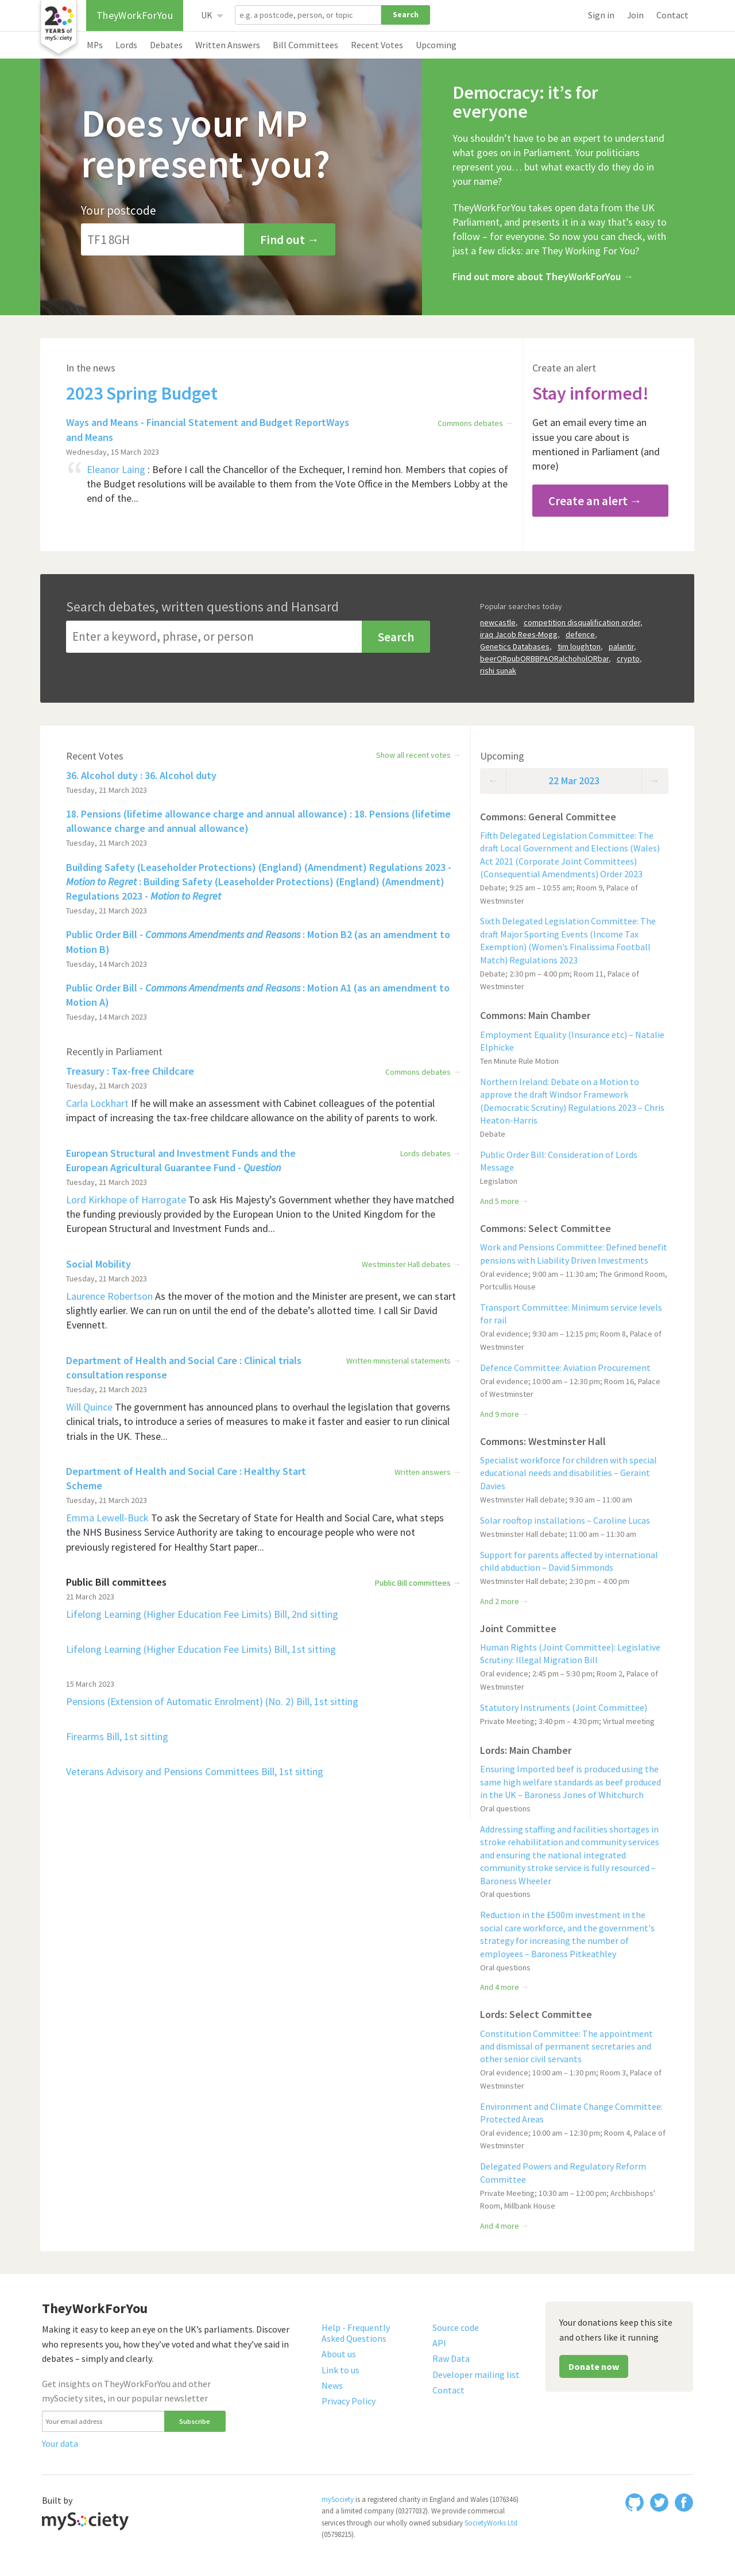 20
YEARS of
mySociety
TheyWorkForYou
UK
e.g. a postcode, person, or topic
Search
Sign in
Join
Contact
MPs
Lords
Debates
Written Answers
Bill Committees
Recent Votes
Upcoming
Does your MP
represent you?
Your postcode
TF1 8GH
Find out →
Democracy: it’s for
everyone
You shouldn’t have to be an expert to understand
what goes on in Parliament. Your politicians
represent you… but what exactly do they do in
your name?
TheyWorkForYou takes open data from the UK
Parliament, and presents it in a way that’s easy to
follow – for everyone. So now you can check, with
just a few clicks: are They Working For You?
Find out more about TheyWorkForYou →
In the news
2023 Spring Budget
Ways and Means - Financial Statement and Budget ReportWays
and Means
Commons debates →
Wednesday, 15 March 2023
“
Eleanor Laing : Before I call the Chancellor of the Exchequer, I remind hon. Members that copies of
the Budget resolutions will be available to them from the Vote Office in the Members Lobby at the
end of the...
Create an alert
Stay informed!
Get an email every time an
issue you care about is
mentioned in Parliament (and
more)
Create an alert →
Search debates, written questions and Hansard
Enter a keyword, phrase, or person
Search
Popular searches today
newcastle, competition disqualification order,
iraq Jacob Rees-Mogg, defence,
Genetics Databases, tim loughton, palantir,
beerORpubORBBPAORalchoholORbar, crypto,
rishi sunak
Recent Votes
Show all recent votes →
36. Alcohol duty : 36. Alcohol duty
Tuesday, 21 March 2023
18. Pensions (lifetime allowance charge and annual allowance) : 18. Pensions (lifetime
allowance charge and annual allowance)
Tuesday, 21 March 2023
Building Safety (Leaseholder Protections) (England) (Amendment) Regulations 2023 -
Motion to Regret : Building Safety (Leaseholder Protections) (England) (Amendment)
Regulations 2023 - Motion to Regret
Tuesday, 21 March 2023
Public Order Bill - Commons Amendments and Reasons : Motion B2 (as an amendment to
Motion B)
Tuesday, 14 March 2023
Public Order Bill - Commons Amendments and Reasons : Motion A1 (as an amendment to
Motion A)
Tuesday, 14 March 2023
Recently in Parliament
Treasury : Tax-free Childcare
Commons debates →
Tuesday, 21 March 2023
Carla Lockhart If he will make an assessment with Cabinet colleagues of the potential
impact of increasing the tax-free childcare allowance on the ability of parents to work.
European Structural and Investment Funds and the
European Agricultural Guarantee Fund - Question
Lords debates →
Tuesday, 21 March 2023
Lord Kirkhope of Harrogate To ask His Majesty’s Government whether they have matched
the funding previously provided by the European Union to the United Kingdom for the
European Structural and Investment Funds and...
Social Mobility
Westminster Hall debates →
Tuesday, 21 March 2023
Laurence Robertson As the mover of the motion and the Minister are present, we can start
slightly earlier. We can run on until the end of the debate’s allotted time. I call Sir David
Evennett.
Department of Health and Social Care : Clinical trials
consultation response
Written ministerial statements →
Tuesday, 21 March 2023
Will Quince The government has announced plans to overhaul the legislation that governs
clinical trials, to introduce a series of measures to make it faster and easier to run clinical
trials in the UK. These...
Department of Health and Social Care : Healthy Start
Scheme
Written answers →
Tuesday, 21 March 2023
Emma Lewell-Buck To ask the Secretary of State for Health and Social Care, what steps
the NHS Business Service Authority are taking to encourage people who were not
previously registered for Healthy Start paper...
Public Bill committees
Public Bill committees →
21 March 2023
Lifelong Learning (Higher Education Fee Limits) Bill, 2nd sitting
Lifelong Learning (Higher Education Fee Limits) Bill, 1st sitting
15 March 2023
Pensions (Extension of Automatic Enrolment) (No. 2) Bill, 1st sitting
Firearms Bill, 1st sitting
Veterans Advisory and Pensions Committees Bill, 1st sitting
Upcoming
← 22 Mar 2023 →
Commons: General Committee
Fifth Delegated Legislation Committee: The
draft Local Government and Elections (Wales)
Act 2021 (Corporate Joint Committees)
(Consequential Amendments) Order 2023
Debate; 9:25 am – 10:55 am; Room 9, Palace of
Westminster
Sixth Delegated Legislation Committee: The
draft Major Sporting Events (Income Tax
Exemption) (Women’s Finalissima Football
Match) Regulations 2023
Debate; 2:30 pm – 4:00 pm; Room 11, Palace of
Westminster
Commons: Main Chamber
Employment Equality (Insurance etc) – Natalie
Elphicke
Ten Minute Rule Motion
Northern Ireland: Debate on a Motion to
approve the draft Windsor Framework
(Democratic Scrutiny) Regulations 2023 – Chris
Heaton-Harris
Debate
Public Order Bill: Consideration of Lords
Message
Legislation
And 5 more →
Commons: Select Committee
Work and Pensions Committee: Defined benefit
pensions with Liability Driven Investments
Oral evidence; 9:00 am – 11:30 am; The Grimond Room,
Portcullis House
Transport Committee: Minimum service levels
for rail
Oral evidence; 9:30 am – 12:15 pm; Room 8, Palace of
Westminster
Defence Committee: Aviation Procurement
Oral evidence; 10:00 am – 12:30 pm; Room 16, Palace
of Westminster
And 9 more →
Commons: Westminster Hall
Specialist workforce for children with special
educational needs and disabilities – Geraint
Davies
Westminster Hall debate; 9:30 am – 11:00 am
Solar rooftop installations – Caroline Lucas
Westminster Hall debate; 11:00 am – 11:30 am
Support for parents affected by international
child abduction – David Simmonds
Westminster Hall debate; 2:30 pm – 4:00 pm
And 2 more →
Joint Committee
Human Rights (Joint Committee): Legislative
Scrutiny: Illegal Migration Bill
Oral evidence; 2:45 pm – 5:30 pm; Room 2, Palace of
Westminster
Statutory Instruments (Joint Committee)
Private Meeting; 3:40 pm – 4:30 pm; Virtual meeting
Lords: Main Chamber
Ensuring Imported beef is produced using the
same high welfare standards as beef produced
in the UK – Baroness Jones of Whitchurch
Oral questions
Addressing staffing and facilities shortages in
stroke rehabilitation and community services
and ensuring the national integrated
community stroke service is fully resourced –
Baroness Wheeler
Oral questions
Reduction in the £500m investment in the
social care workforce, and the government's
strategy for increasing the number of
employees – Baroness Pitkeathley
Oral questions
And 4 more →
Lords: Select Committee
Constitution Committee: The appointment
and dismissal of permanent secretaries and
other senior civil servants
Oral evidence; 10:00 am – 1:30 pm; Room 3, Palace of
Westminster
Environment and Climate Change Committee:
Protected Areas
Oral evidence; 10:00 am – 12:30 pm; Room 4, Palace of
Westminster
Delegated Powers and Regulatory Reform
Committee
Private Meeting; 10:30 am – 12:00 pm; Archbishops'
Room, Millbank House
And 4 more →
TheyWorkForYou
Making it easy to keep an eye on the UK’s parliaments. Discover
who represents you, how they’ve voted and what they’ve said in
debates – simply and clearly.
Get insights on TheyWorkForYou and other
mySociety sites, in our popular newsletter
Your email address
Subscribe
Your data
Help - Frequently
Asked Questions
About us
Link to us
News
Privacy Policy
Source code
API
Raw Data
Developer mailing list
Contact
Your donations keep this site
and others like it running
Donate now
Built by
mySociety
mySociety is a registered charity in England and Wales (1076346)
and a limited company (03277032). We provide commercial
services through our wholly owned subsidiary SocietyWorks Ltd
(05798215).